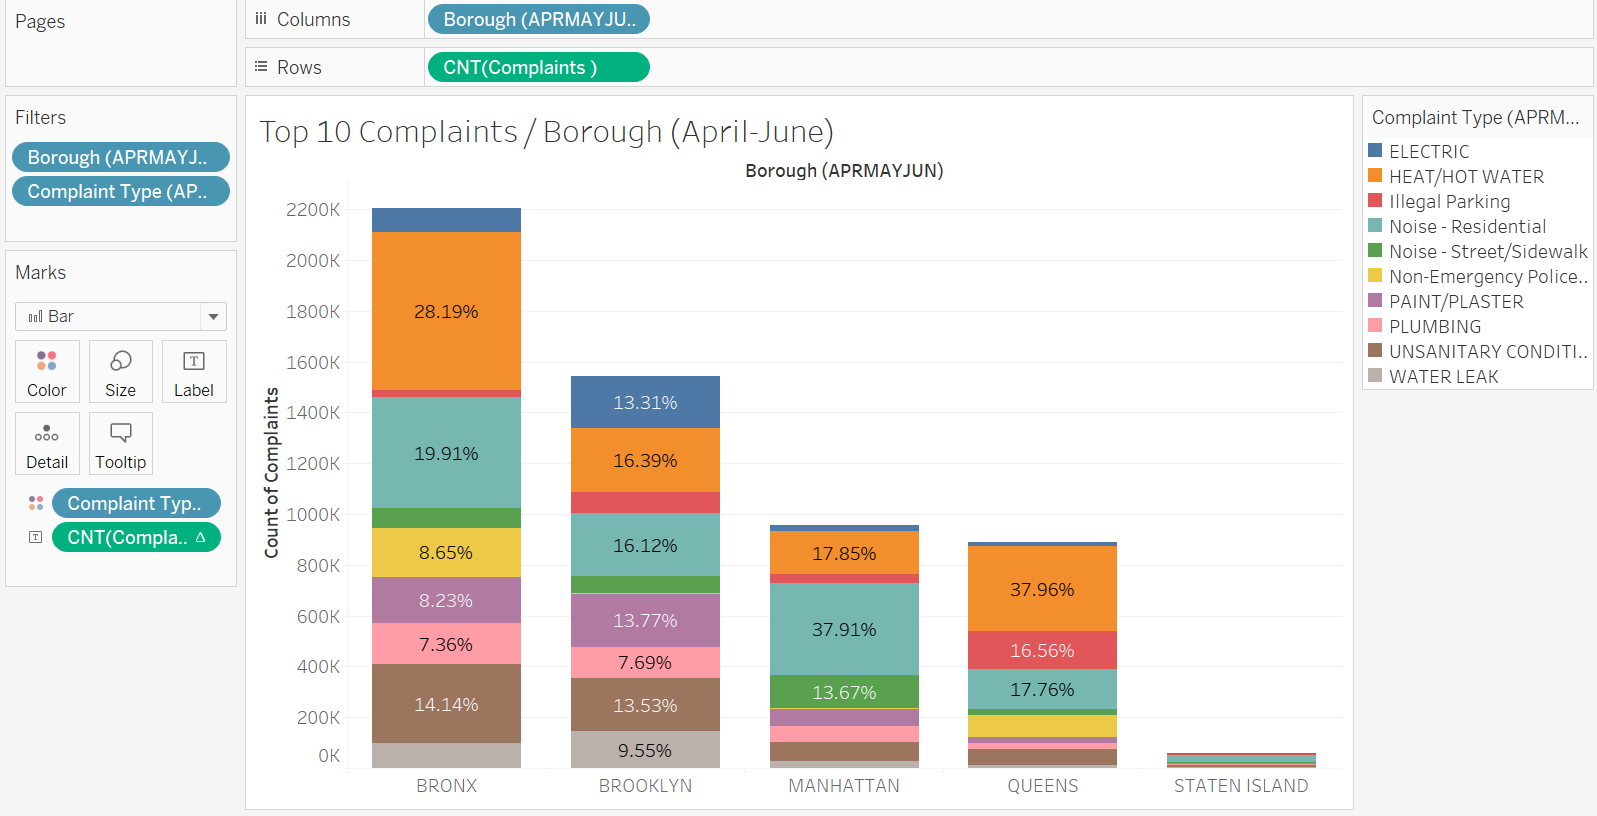 Pages
Columns
Borough (APRMAYJU..
Rows
CNT(Complaints )
Filters
Borough (APRMAYJ..
Complaint Type (AP..
Marks
Bar
Color
Size
Label
Detail
Tooltip
Complaint Typ..
CNT(Compla.. Δ
Top 10 Complaints / Borough (April-June)
Borough (APRMAYJUN)
Count of Complaints
2200K
2000K
1800K
1600K
1400K
1200K
1000K
800K
600K
400K
200K
0K
28.19%
19.91%
8.65%
8.23%
7.36%
14.14%
13.31%
16.39%
16.12%
13.77%
7.69%
13.53%
9.55%
17.85%
37.91%
13.67%
37.96%
16.56%
17.76%
BRONX
BROOKLYN
MANHATTAN
QUEENS
STATEN ISLAND
Complaint Type (APRM...
ELECTRIC
HEAT/HOT WATER
Illegal Parking
Noise - Residential
Noise - Street/Sidewalk
Non-Emergency Police..
PAINT/PLASTER
PLUMBING
UNSANITARY CONDITI..
WATER LEAK